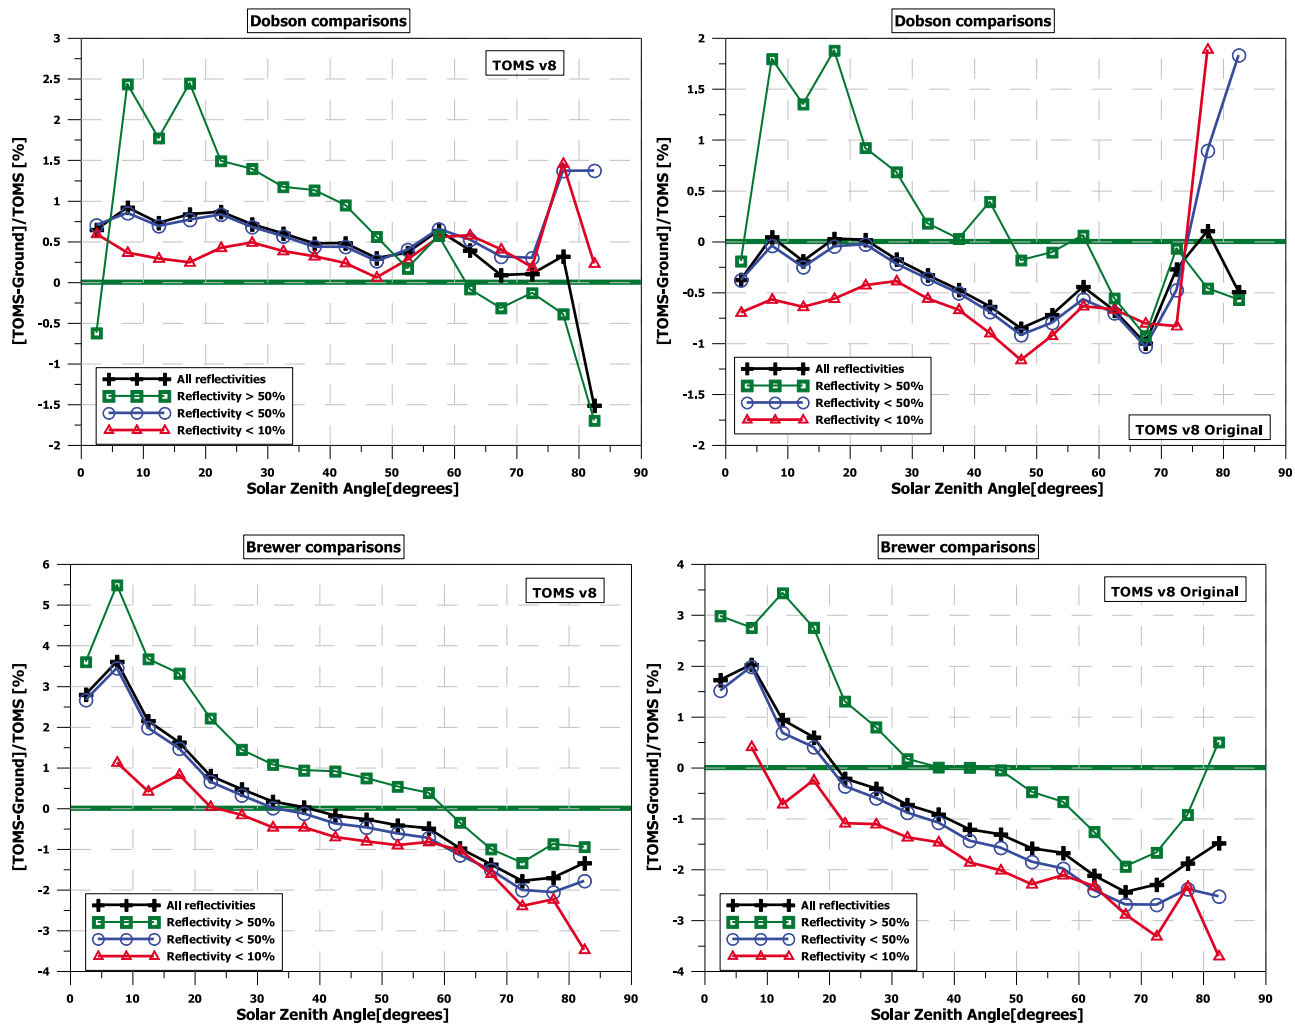 Dobson comparisons
TOMS v8
[TOMS-Ground]/TOMS [%]
3
2.5
2
1.5
1
0.5
0
-0.5
-1
-1.5
-2
All reflectivities
Reflectivity > 50%
Reflectivity < 50%
Reflectivity < 10%
0 10 20 30 40 50 60 70 80 90
Solar Zenith Angle[degrees]
Dobson comparisons
[TOMS-Ground]/TOMS [%]
2
1.5
1
0.5
0
-0.5
-1
-1.5
-2
All reflectivities
Reflectivity > 50%
Reflectivity < 50%
Reflectivity < 10%
TOMS v8 Original
0 10 20 30 40 50 60 70 80 90
Solar Zenith Angle[degrees]
Brewer comparisons
TOMS v8
[TOMS-Ground]/TOMS [%]
6
5
4
3
2
1
0
-1
-2
-3
-4
All reflectivities
Reflectivity > 50%
Reflectivity < 50%
Reflectivity < 10%
0 10 20 30 40 50 60 70 80 90
Solar Zenith Angle[degrees]
Brewer comparisons
TOMS v8 Original
[TOMS-Ground]/TOMS [%]
4
3
2
1
0
-1
-2
-3
-4
All reflectivities
Reflectivity > 50%
Reflectivity < 50%
Reflectivity < 10%
0 10 20 30 40 50 60 70 80 90
Solar Zenith Angle[degrees]